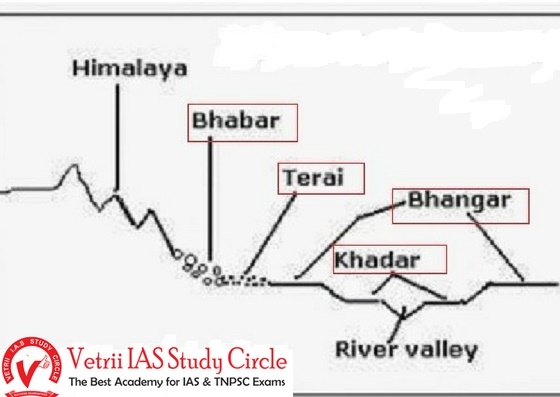 Himalaya
Bhabar
Terai
Bhangar
Khadar
River valley
VETRII I.A.S STUDY CIRCLE
Vetrii IAS Study Circle
The Best Academy for IAS & TNPSC Exams